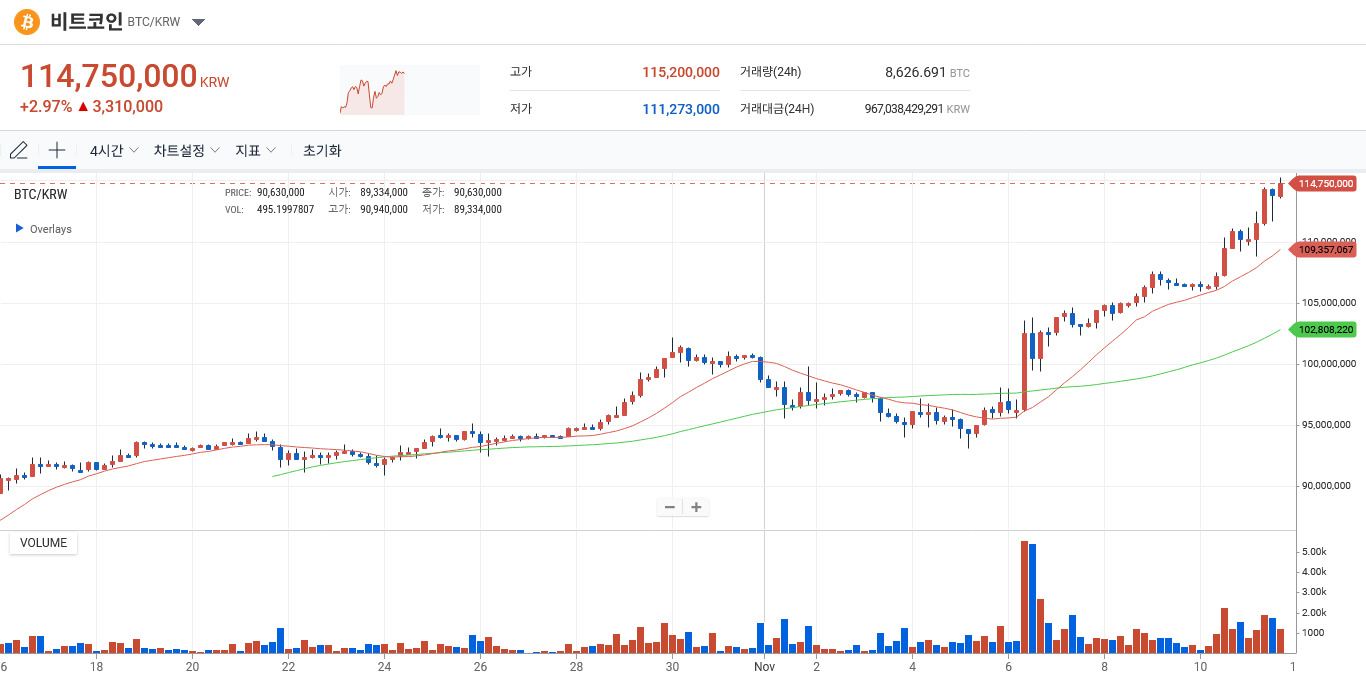 비트코인 BTC/KRW
114,750,000 KRW
+2.97% ▲ 3,310,000
고가 115,200,000 거래량(24h) 8,626.691 BTC
저가 111,273,000 거래대금(24H) 967,038,429,291 KRW
4시간 차트설정 지표 초기화
BTC/KRW
PRICE: 90,630,000 시가: 89,334,000 종가: 90,630,000
VOL: 495.1997807 고가: 90,940,000 저가: 89,334,000
Overlays
114,750,000
110,000,000
109,357,067
105,000,000
102,808,220
100,000,000
95,000,000
90,000,000
VOLUME
5.00k
4.00k
3.00k
2.00k
1000
6 18 20 22 24 26 28 30 Nov 2 4 6 8 10 1